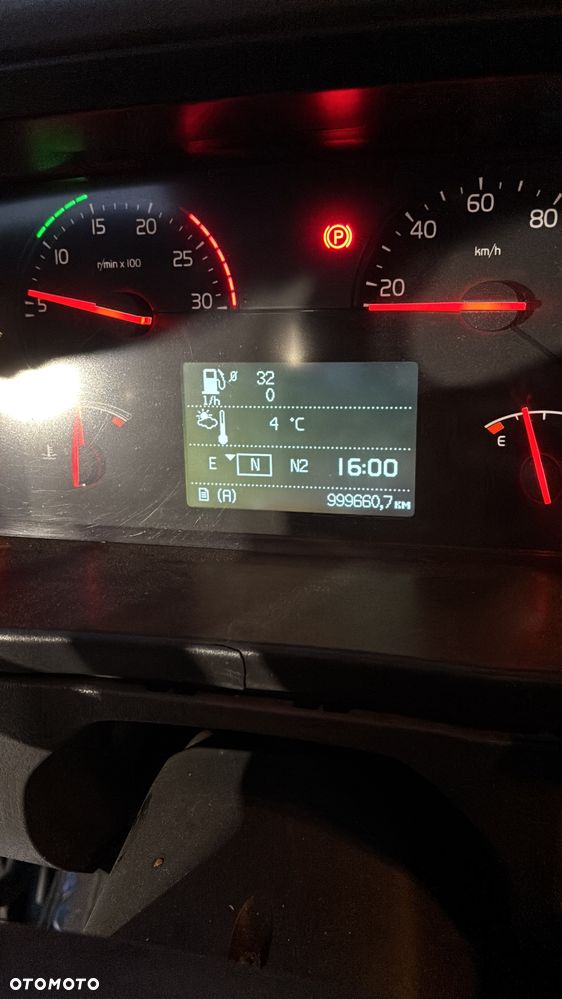 5 10 15 20 25 30
r/min x 100
P
20 40 60 80
km/h
ø 32
l/h 0
4 °C
E N N2 16:00
(A) 999660,7 KM
E
OTOMOTO